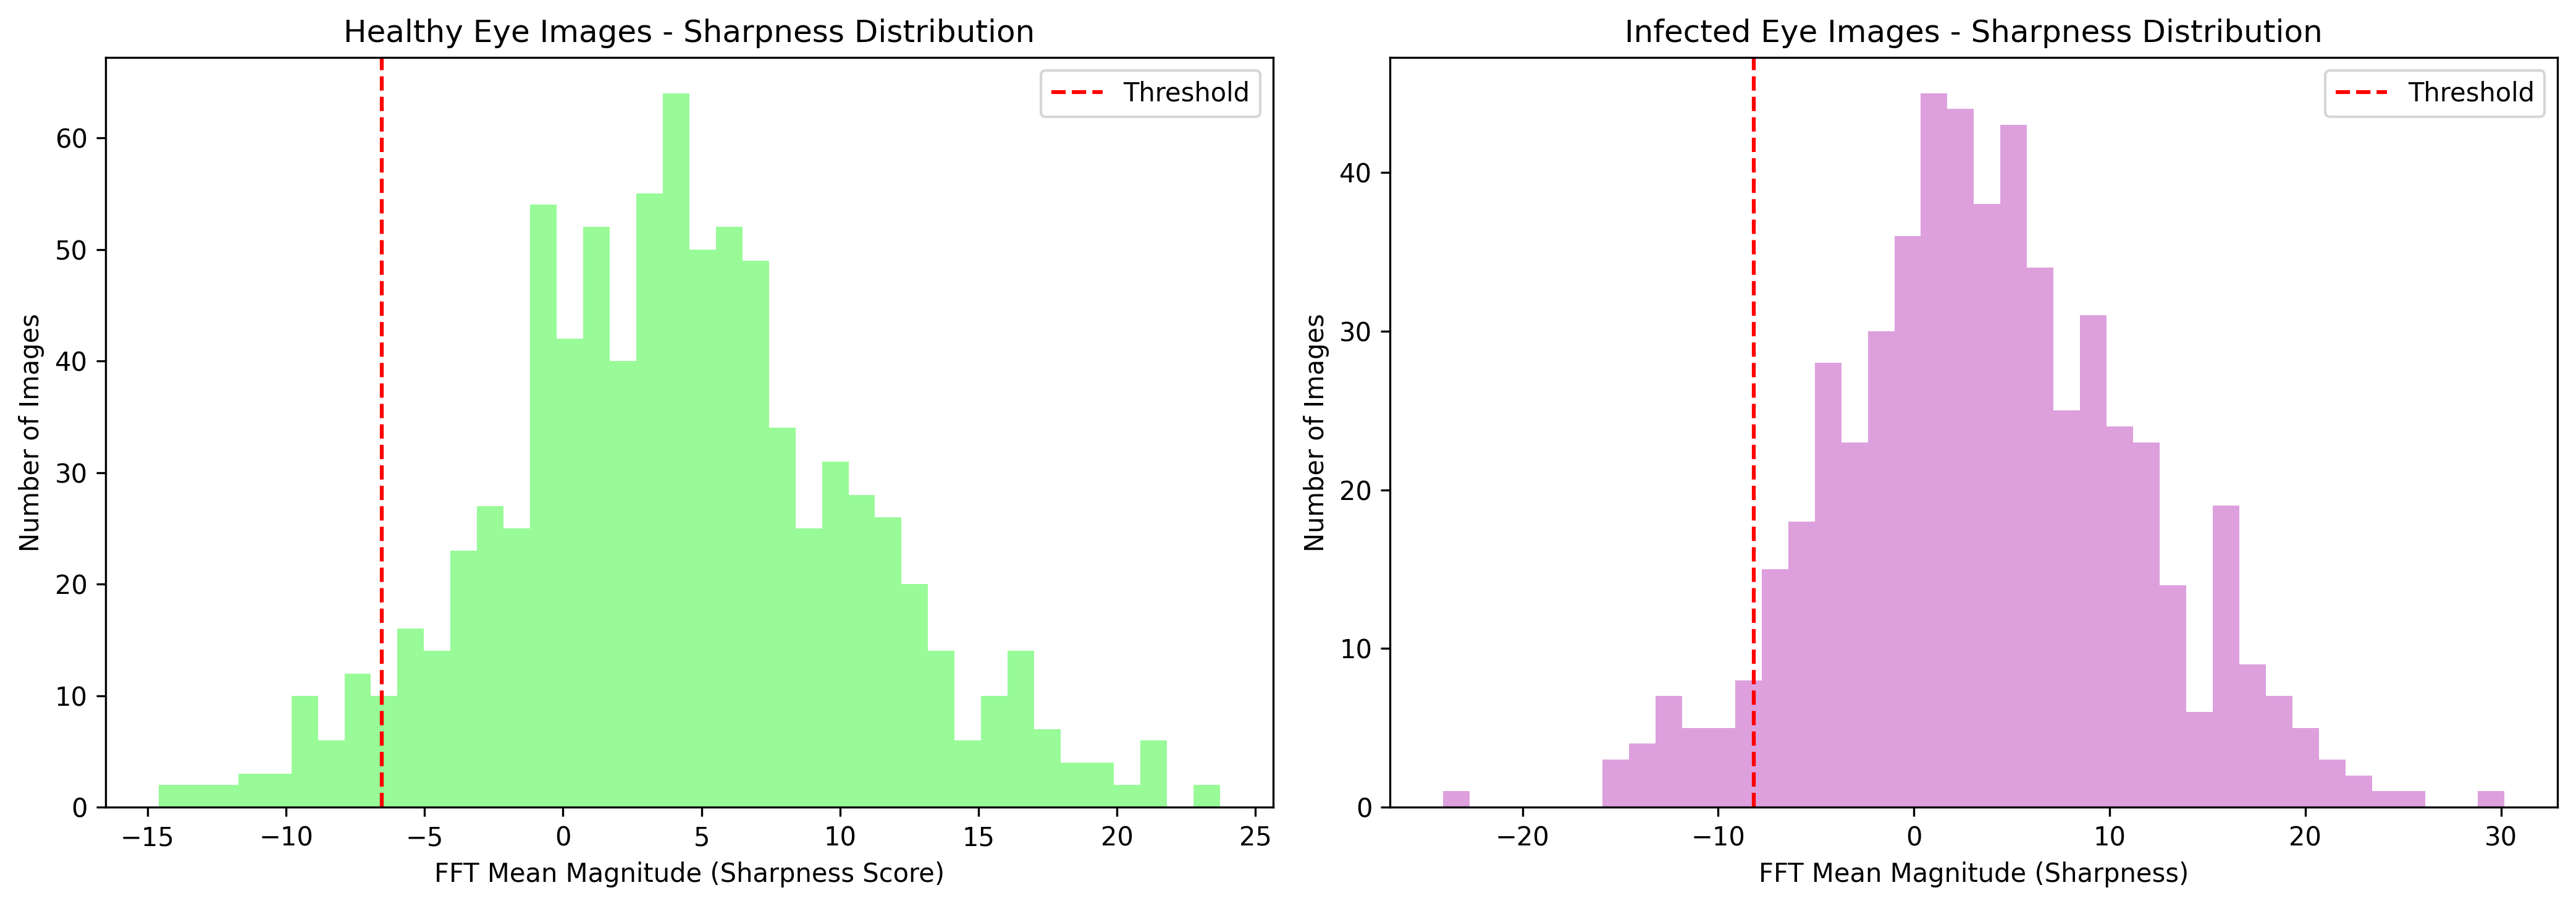 Healthy Eye Images - Sharpness Distribution
Threshold
Number of Images
60
50
40
30
20
10
0
−15 −10 −5 0 5 10 15 20 25
FFT Mean Magnitude (Sharpness Score)
Infected Eye Images - Sharpness Distribution
Threshold
Number of Images
40
30
20
10
0
−20 −10 0 10 20 30
FFT Mean Magnitude (Sharpness)